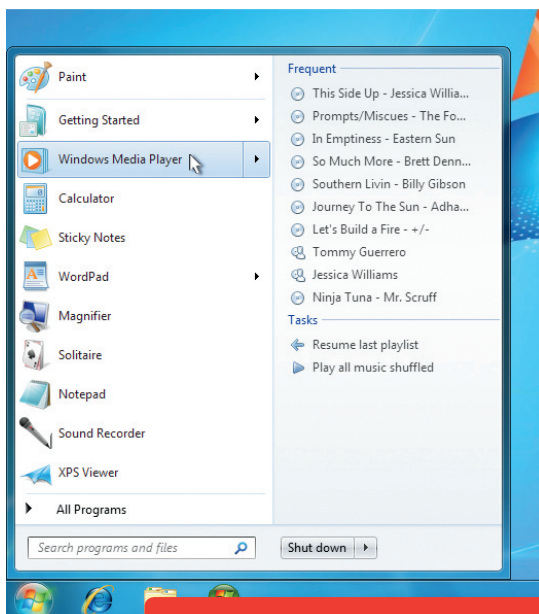 Paint
Getting Started
Windows Media Player
Calculator
Sticky Notes
WordPad
Magnifier
Solitaire
Notepad
Sound Recorder
XPS Viewer
All Programs
Search programs and files
Frequent
This Side Up - Jessica Willia...
Prompts/Miscues - The Fo...
In Emptiness - Eastern Sun
So Much More - Brett Denn...
Southern Livin - Billy Gibson
Journey To The Sun - Adha...
Let's Build a Fire - +/-
Tommy Guerrero
Jessica Williams
Ninja Tuna - Mr. Scruff
Tasks
Resume last playlist
Play all music shuffled
Shut down